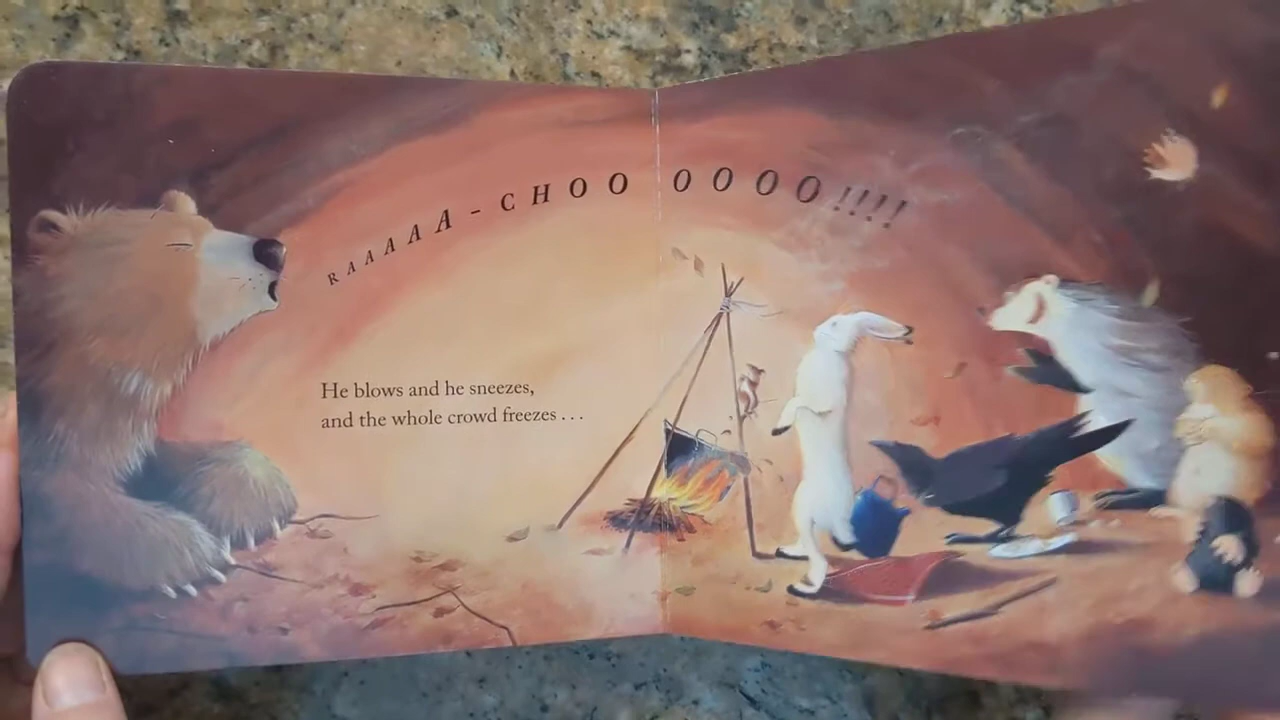 RAAAAA-CHOO OOOO!!!!
He blows and he sneezes,
and the whole crowd freezes . . .